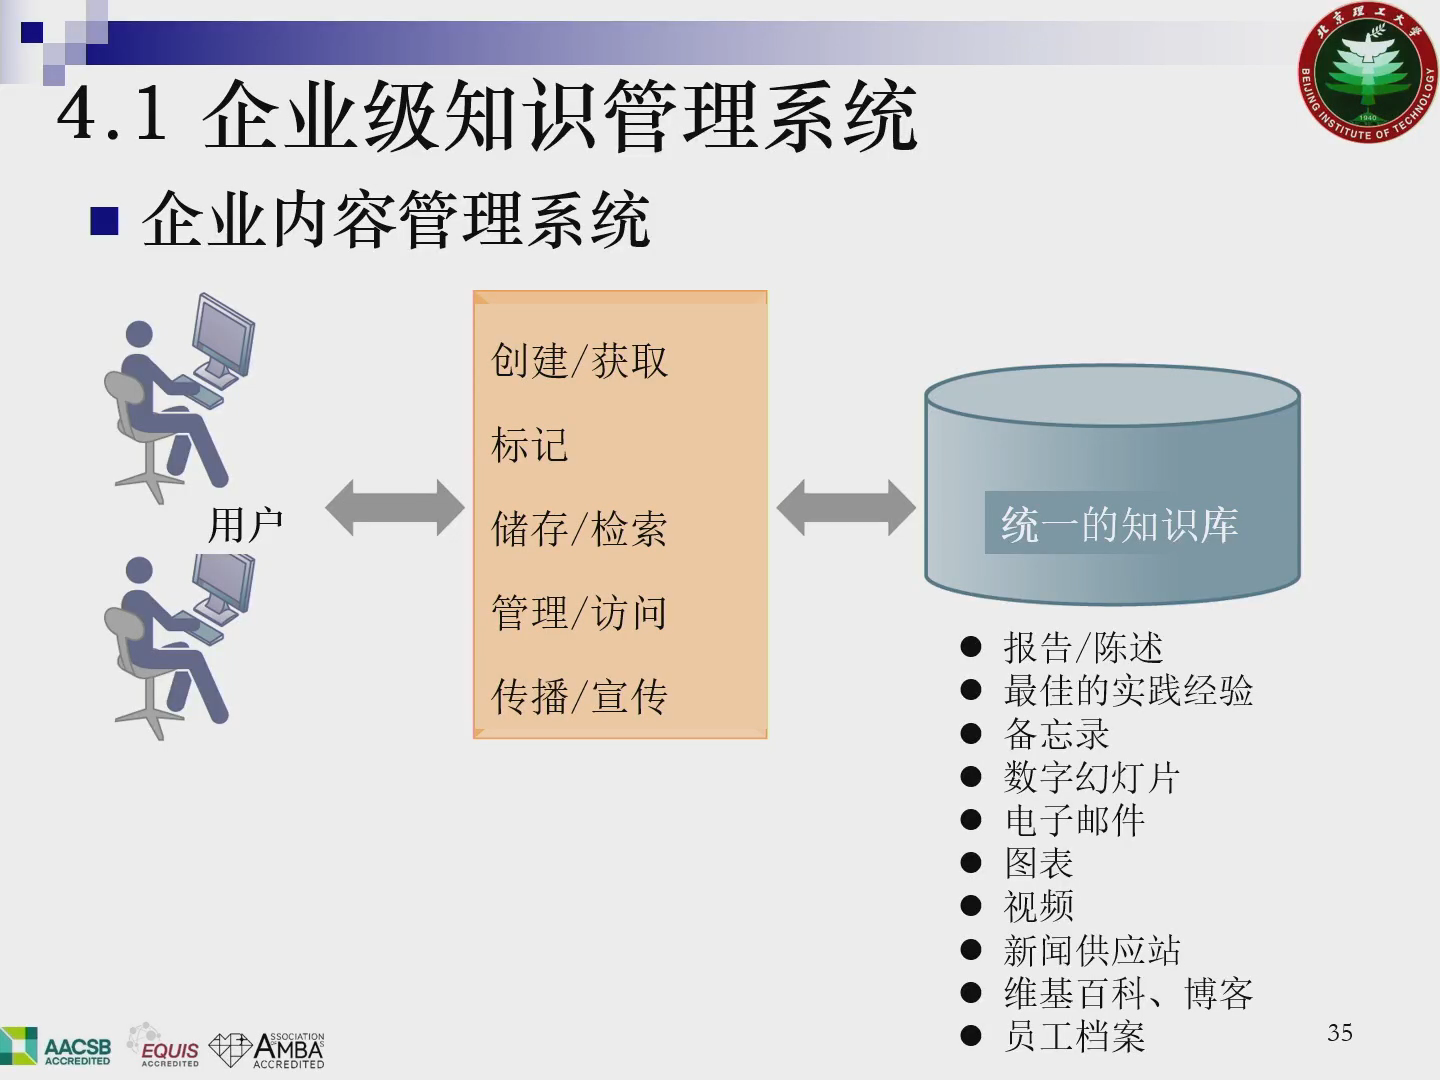 4.1 企业级知识管理系统
北京理工大学
BEIJING INSTITUTE OF TECHNOLOGY
1940
企业内容管理系统
用户
创建/获取
标记
储存/检索
管理/访问
传播/宣传
统一的知识库
报告/陈述
最佳的实践经验
备忘录
数字幻灯片
电子邮件
图表
视频
新闻供应站
维基百科、博客
员工档案
AACSB
ACCREDITED
EQUIS
ACCREDITED
ASSOCIATION
AMBA'S
ACCREDITED
35